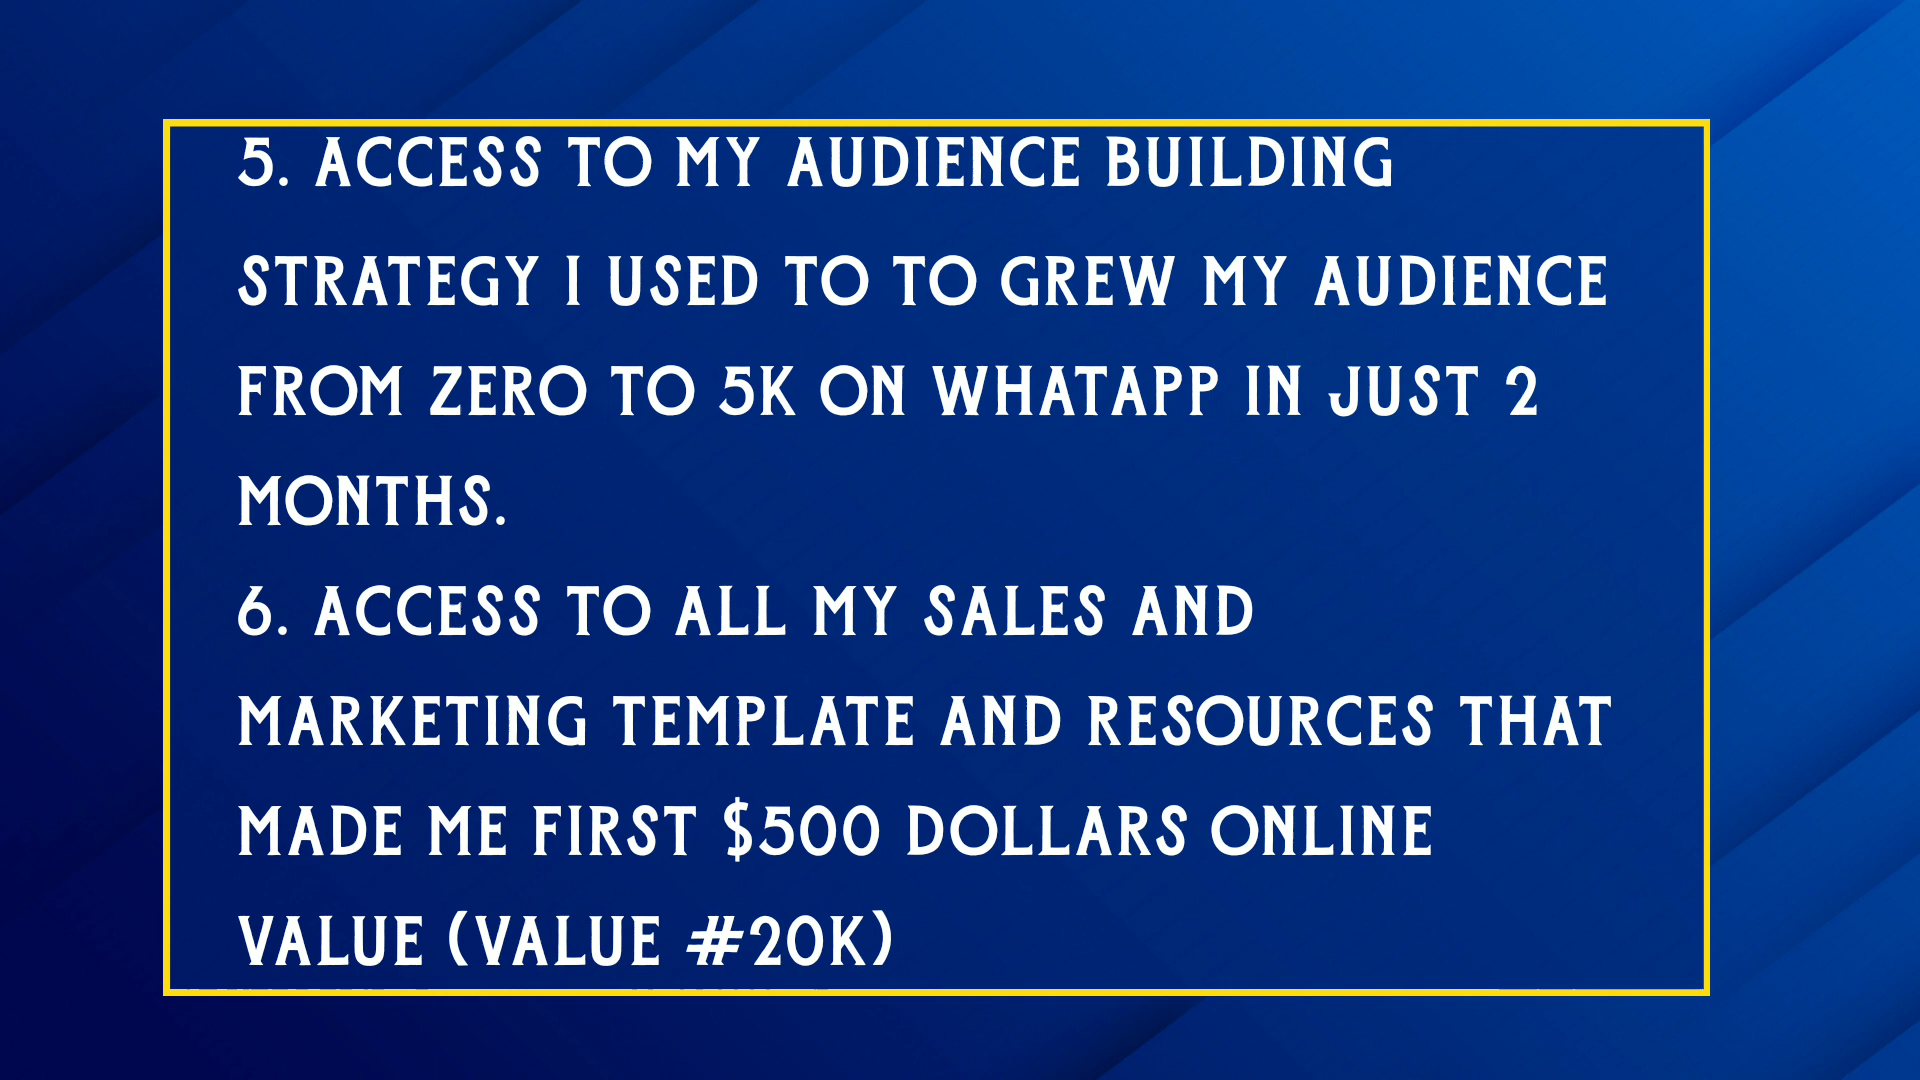 5. ACCESS TO MY AUDIENCE BUILDING
STRATEGY I USED TO TO GREW MY AUDIENCE
FROM ZERO TO 5K ON WHATAPP IN JUST 2
MONTHS.
6. ACCESS TO ALL MY SALES AND
MARKETING TEMPLATE AND RESOURCES THAT
MADE ME FIRST $500 DOLLARS ONLINE
VALUE (VALUE #20K)